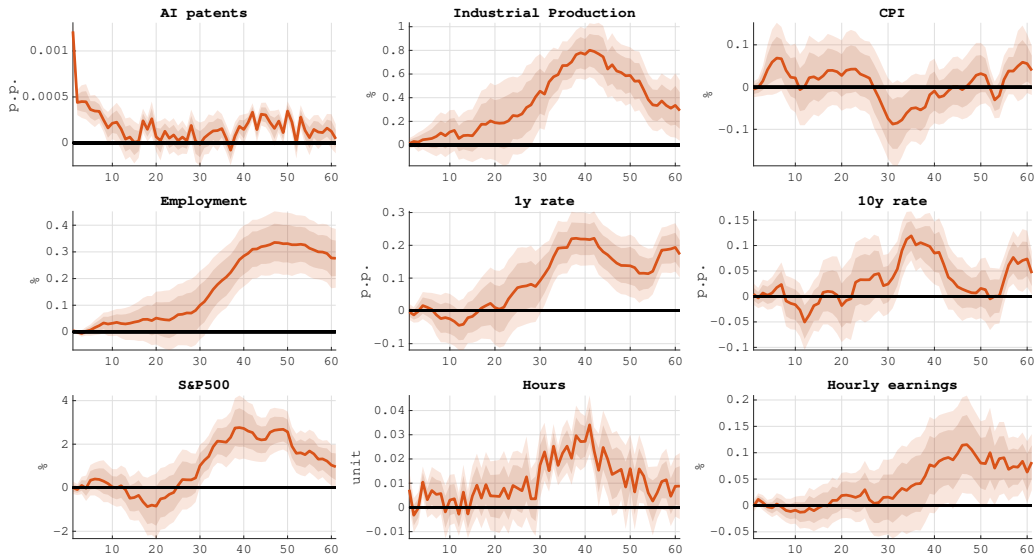 AI patents
p.p.
0.001
0.0005
0
10 20 30 40 50 60
Industrial Production
%
1
0.8
0.6
0.4
0.2
0
10 20 30 40 50 60
CPI
%
0.1
0
-0.1
10 20 30 40 50 60
Employment
%
0.4
0.3
0.2
0.1
0
10 20 30 40 50 60
1y rate
p.p.
0.3
0.2
0.1
0
-0.1
10 20 30 40 50 60
10y rate
p.p.
0.15
0.1
0.05
0
-0.05
-0.1
10 20 30 40 50 60
S&P500
%
4
2
0
-2
10 20 30 40 50 60
Hours
unit
0.04
0.03
0.02
0.01
0
-0.01
10 20 30 40 50 60
Hourly earnings
%
0.2
0.15
0.1
0.05
0
-0.05
10 20 30 40 50 60